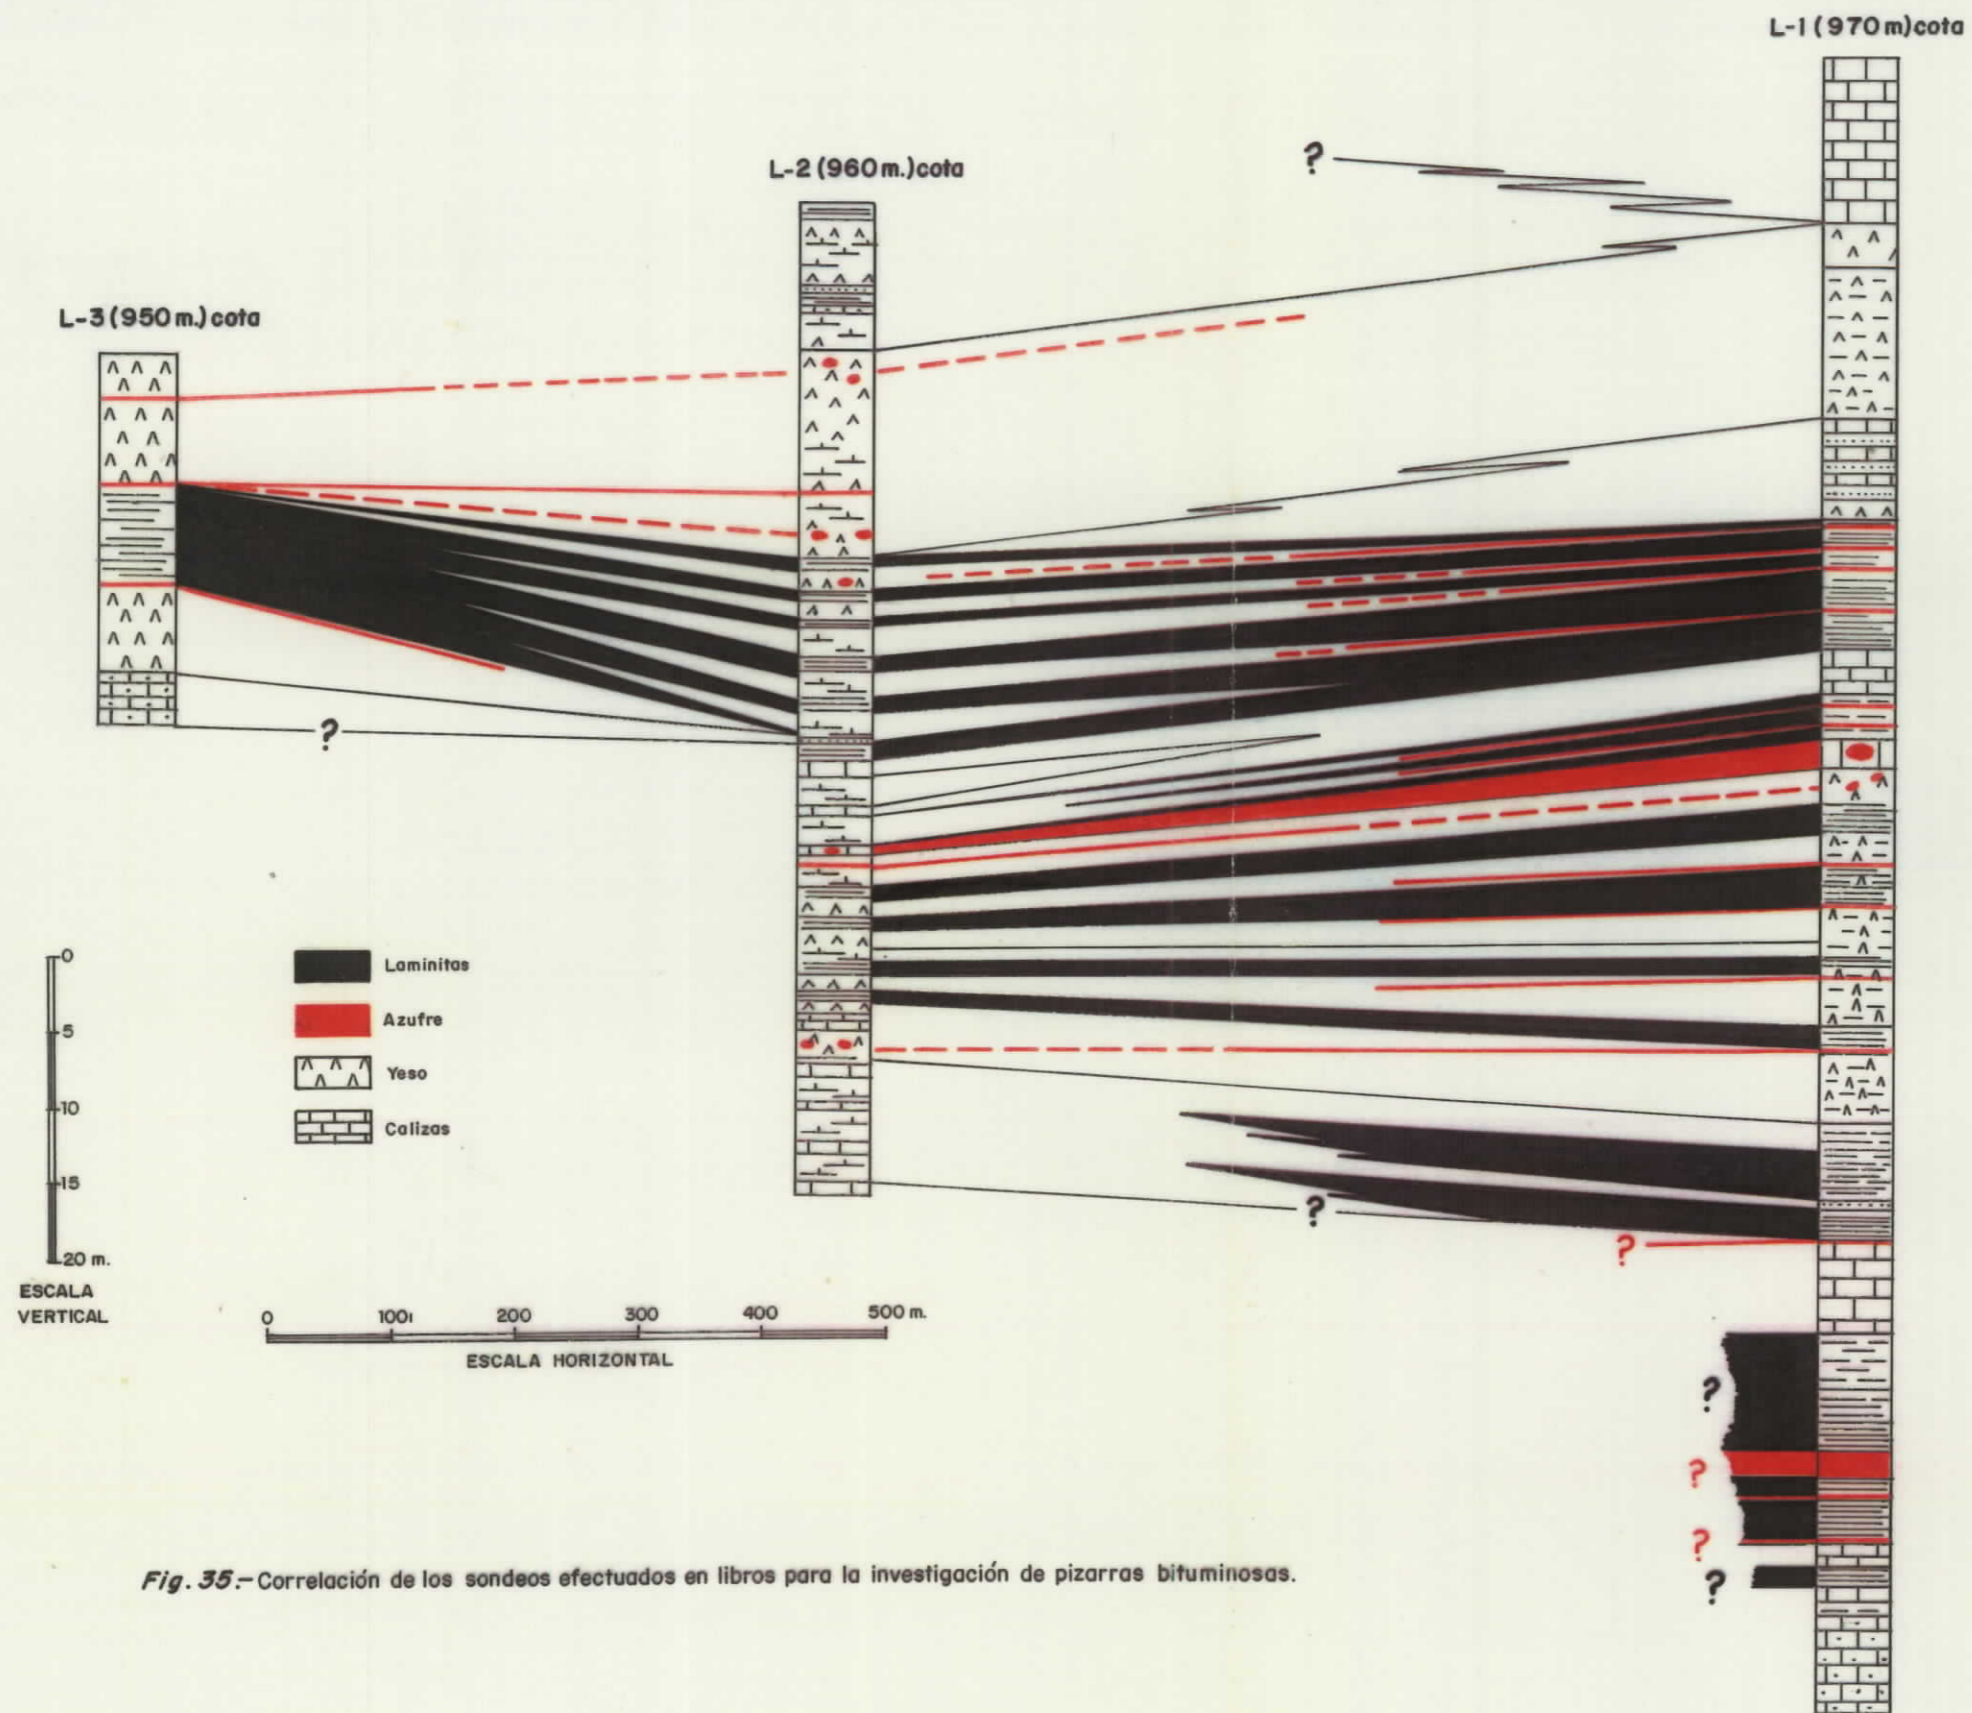 L-1 (970 m) cota
L-2 (960 m.) cota
?
L-3 (950 m.) cota
?
0
5
10
15
20 m.
ESCALA
VERTICAL
Laminitas
Azufre
Yeso
Calizas
?
?
0 100 200 300 400 500 m.
ESCALA HORIZONTAL
?
?
?
?
Fig. 35.- Correlación de los sondeos efectuados en libros para la investigación de pizarras bituminosas.